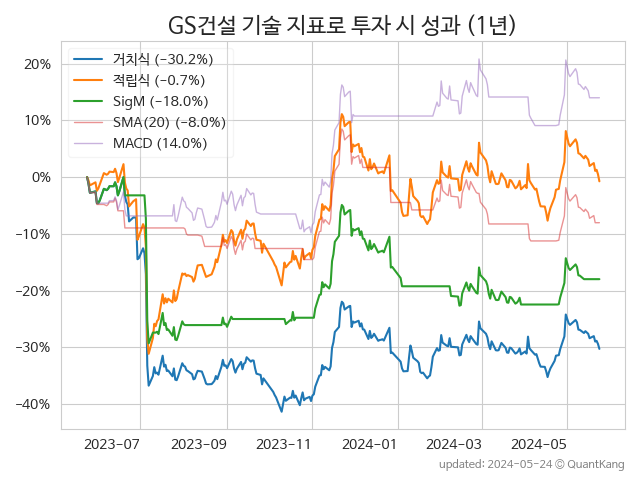 GS건설 기술 지표로 투자 시 성과 (1년)
거치식 (−30.2%)
적립식 (−0.7%)
SigM (−18.0%)
SMA(20) (−8.0%)
MACD (14.0%)
20%
10%
0%
−10%
−20%
−30%
−40%
2023−07 2023−09 2023−11 2024−01 2024−03 2024−05
updated: 2024−05−24 © QuantKang